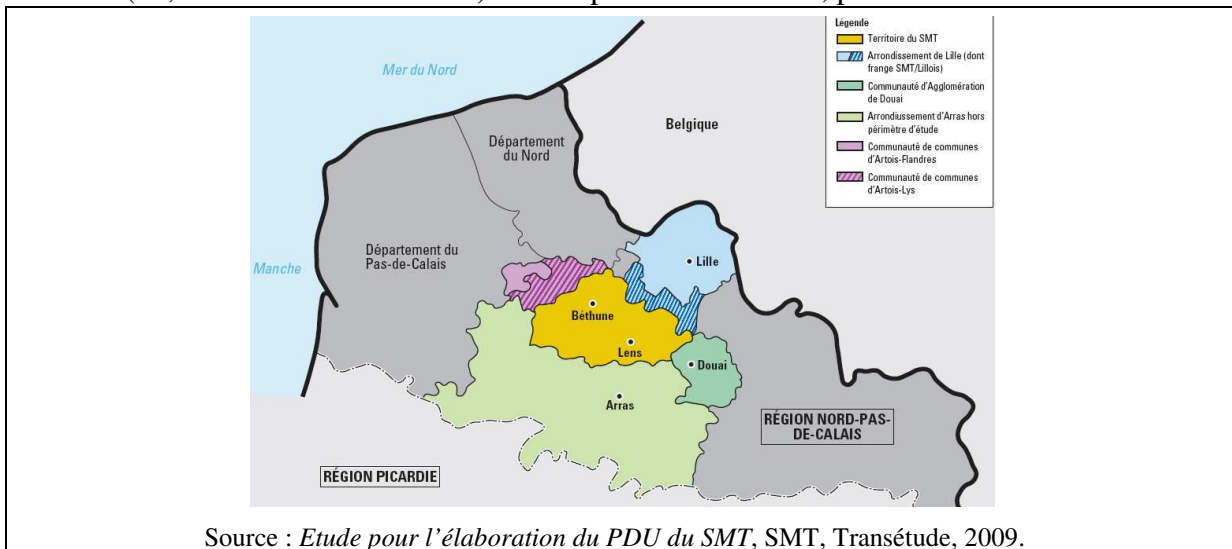 Légende
Territoire du SMT
Arrondissement de Lille (dont
frange SMT/Lillois)
Communauté d'Agglomération
de Douai
Arrondiussement d'Arras hors
périmètre d'étude
Communauté de communes
d'Artois-Flandres
Communauté de communes
d'Artois-Lys
Mer du Nord
Belgique
Département
du Nord
Département du
Pas-de-Calais
Manche
Lille
Béthune
Lens
Douai
Arras
RÉGION NORD-PAS-
DE-CALAIS
RÉGION PICARDIE
Source : Etude pour l'élaboration du PDU du SMT, SMT, Transétude, 2009.